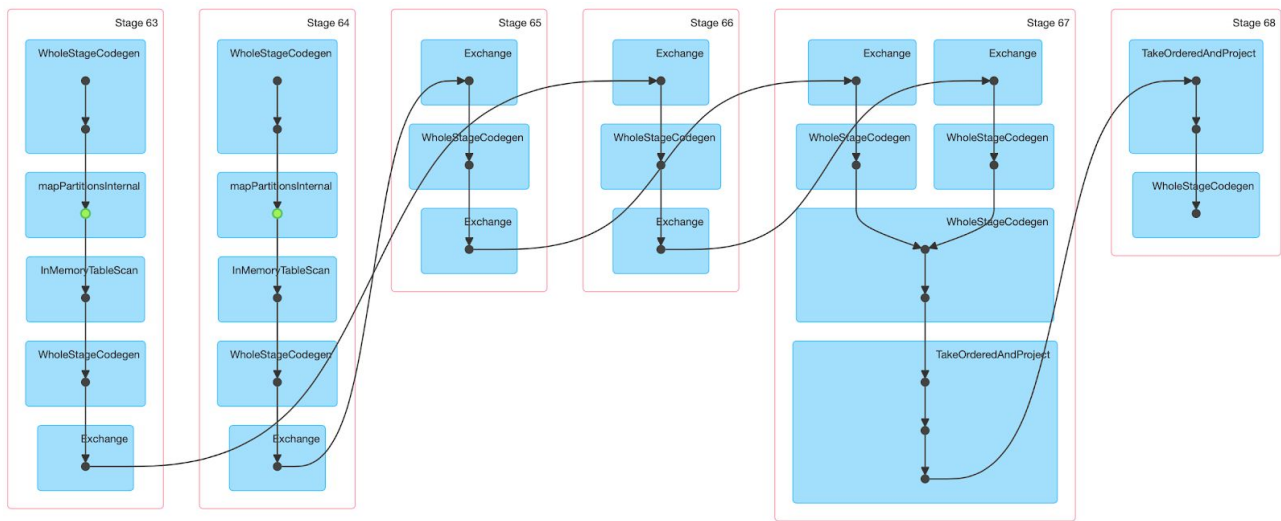 Stage 63
WholeStageCodegen
mapPartitionsInternal
InMemoryTableScan
WholeStageCodegen
Exchange
Stage 64
WholeStageCodegen
mapPartitionsInternal
InMemoryTableScan
WholeStageCodegen
Exchange
Stage 65
Exchange
WholeStageCodegen
Exchange
Stage 66
Exchange
WholeStageCodegen
Exchange
Stage 67
Exchange
Exchange
WholeStageCodegen
WholeStageCodegen
WholeStageCodegen
TakeOrderedAndProject
Stage 68
TakeOrderedAndProject
WholeStageCodegen